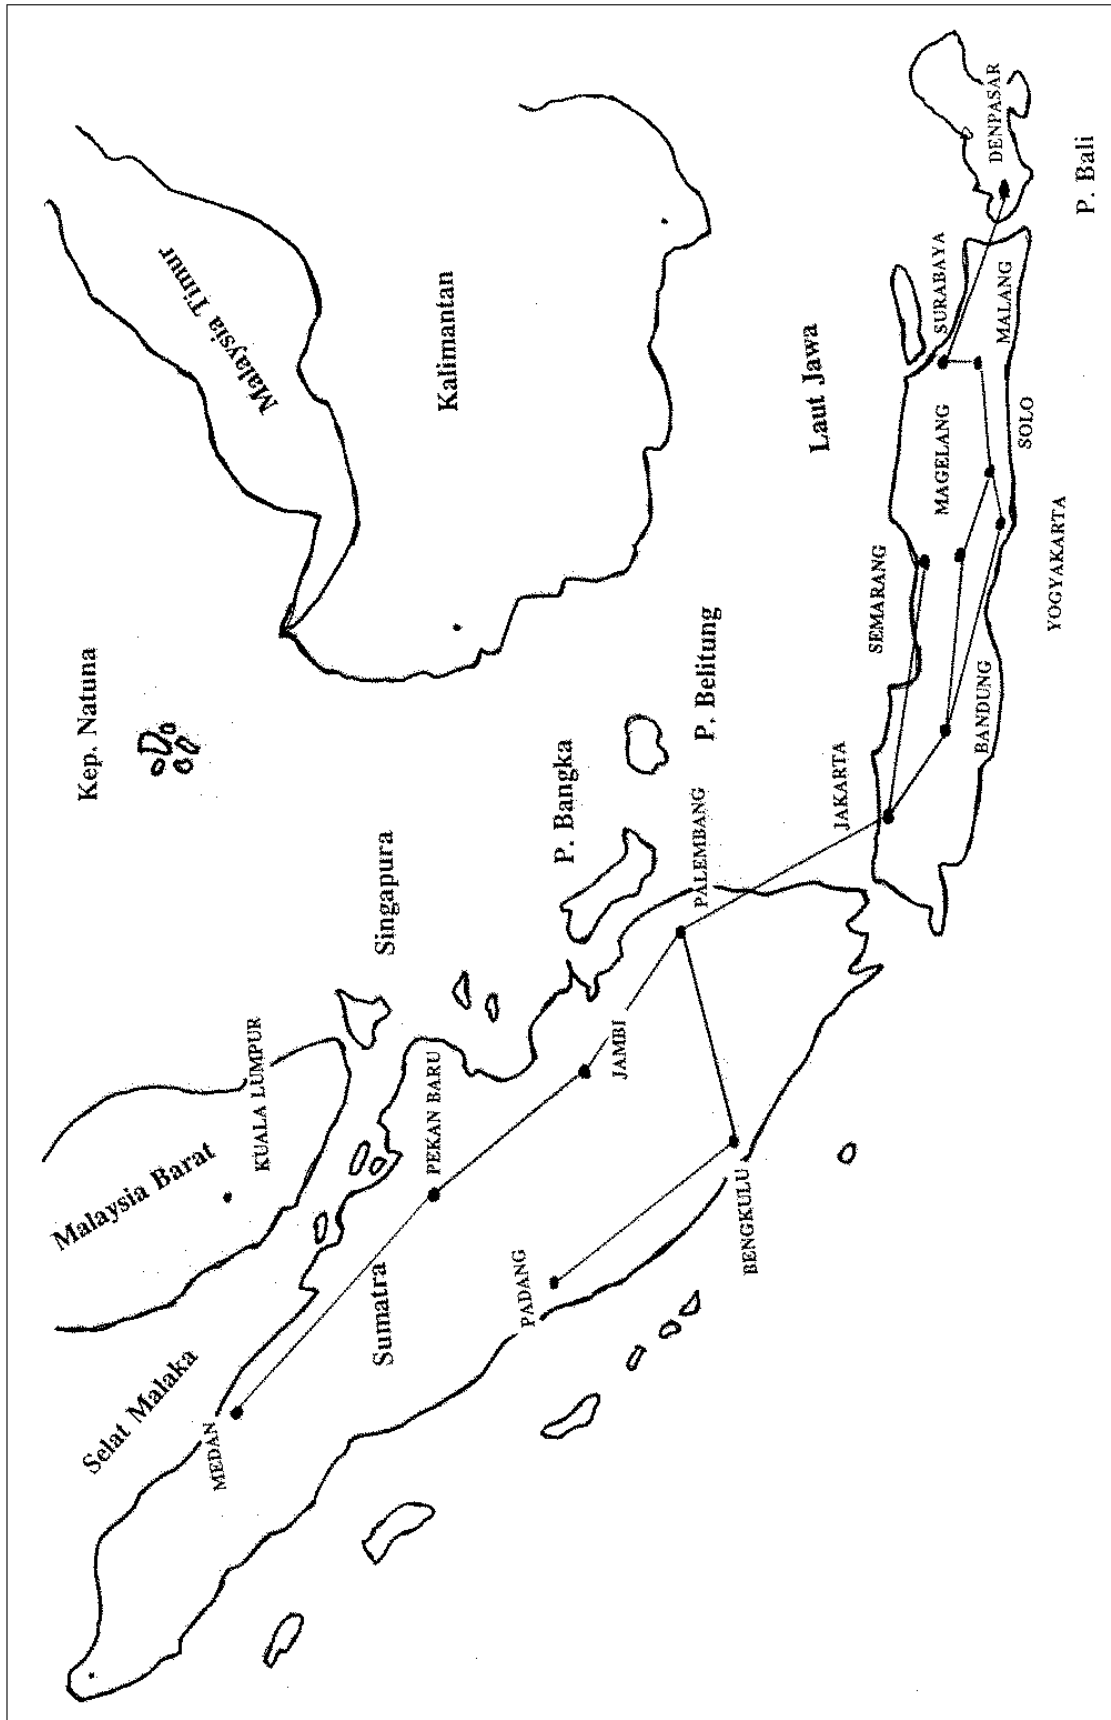 Kep. Natuna
Malaysia Timur
Kalimantan
Malaysia Barat
KUALA LUMPUR
Singapura
Selat Malaka
MEDAN
Sumatra
PEKAN BARU
PADANG
JAMBI
BENGKULU
PALEMBANG
P. Bangka
P. Belitung
Laut Jawa
JAKARTA
BANDUNG
SEMARANG
MAGELANG
YOGYAKARTA
SOLO
SURABAYA
MALANG
DENPASAR
P. Bali